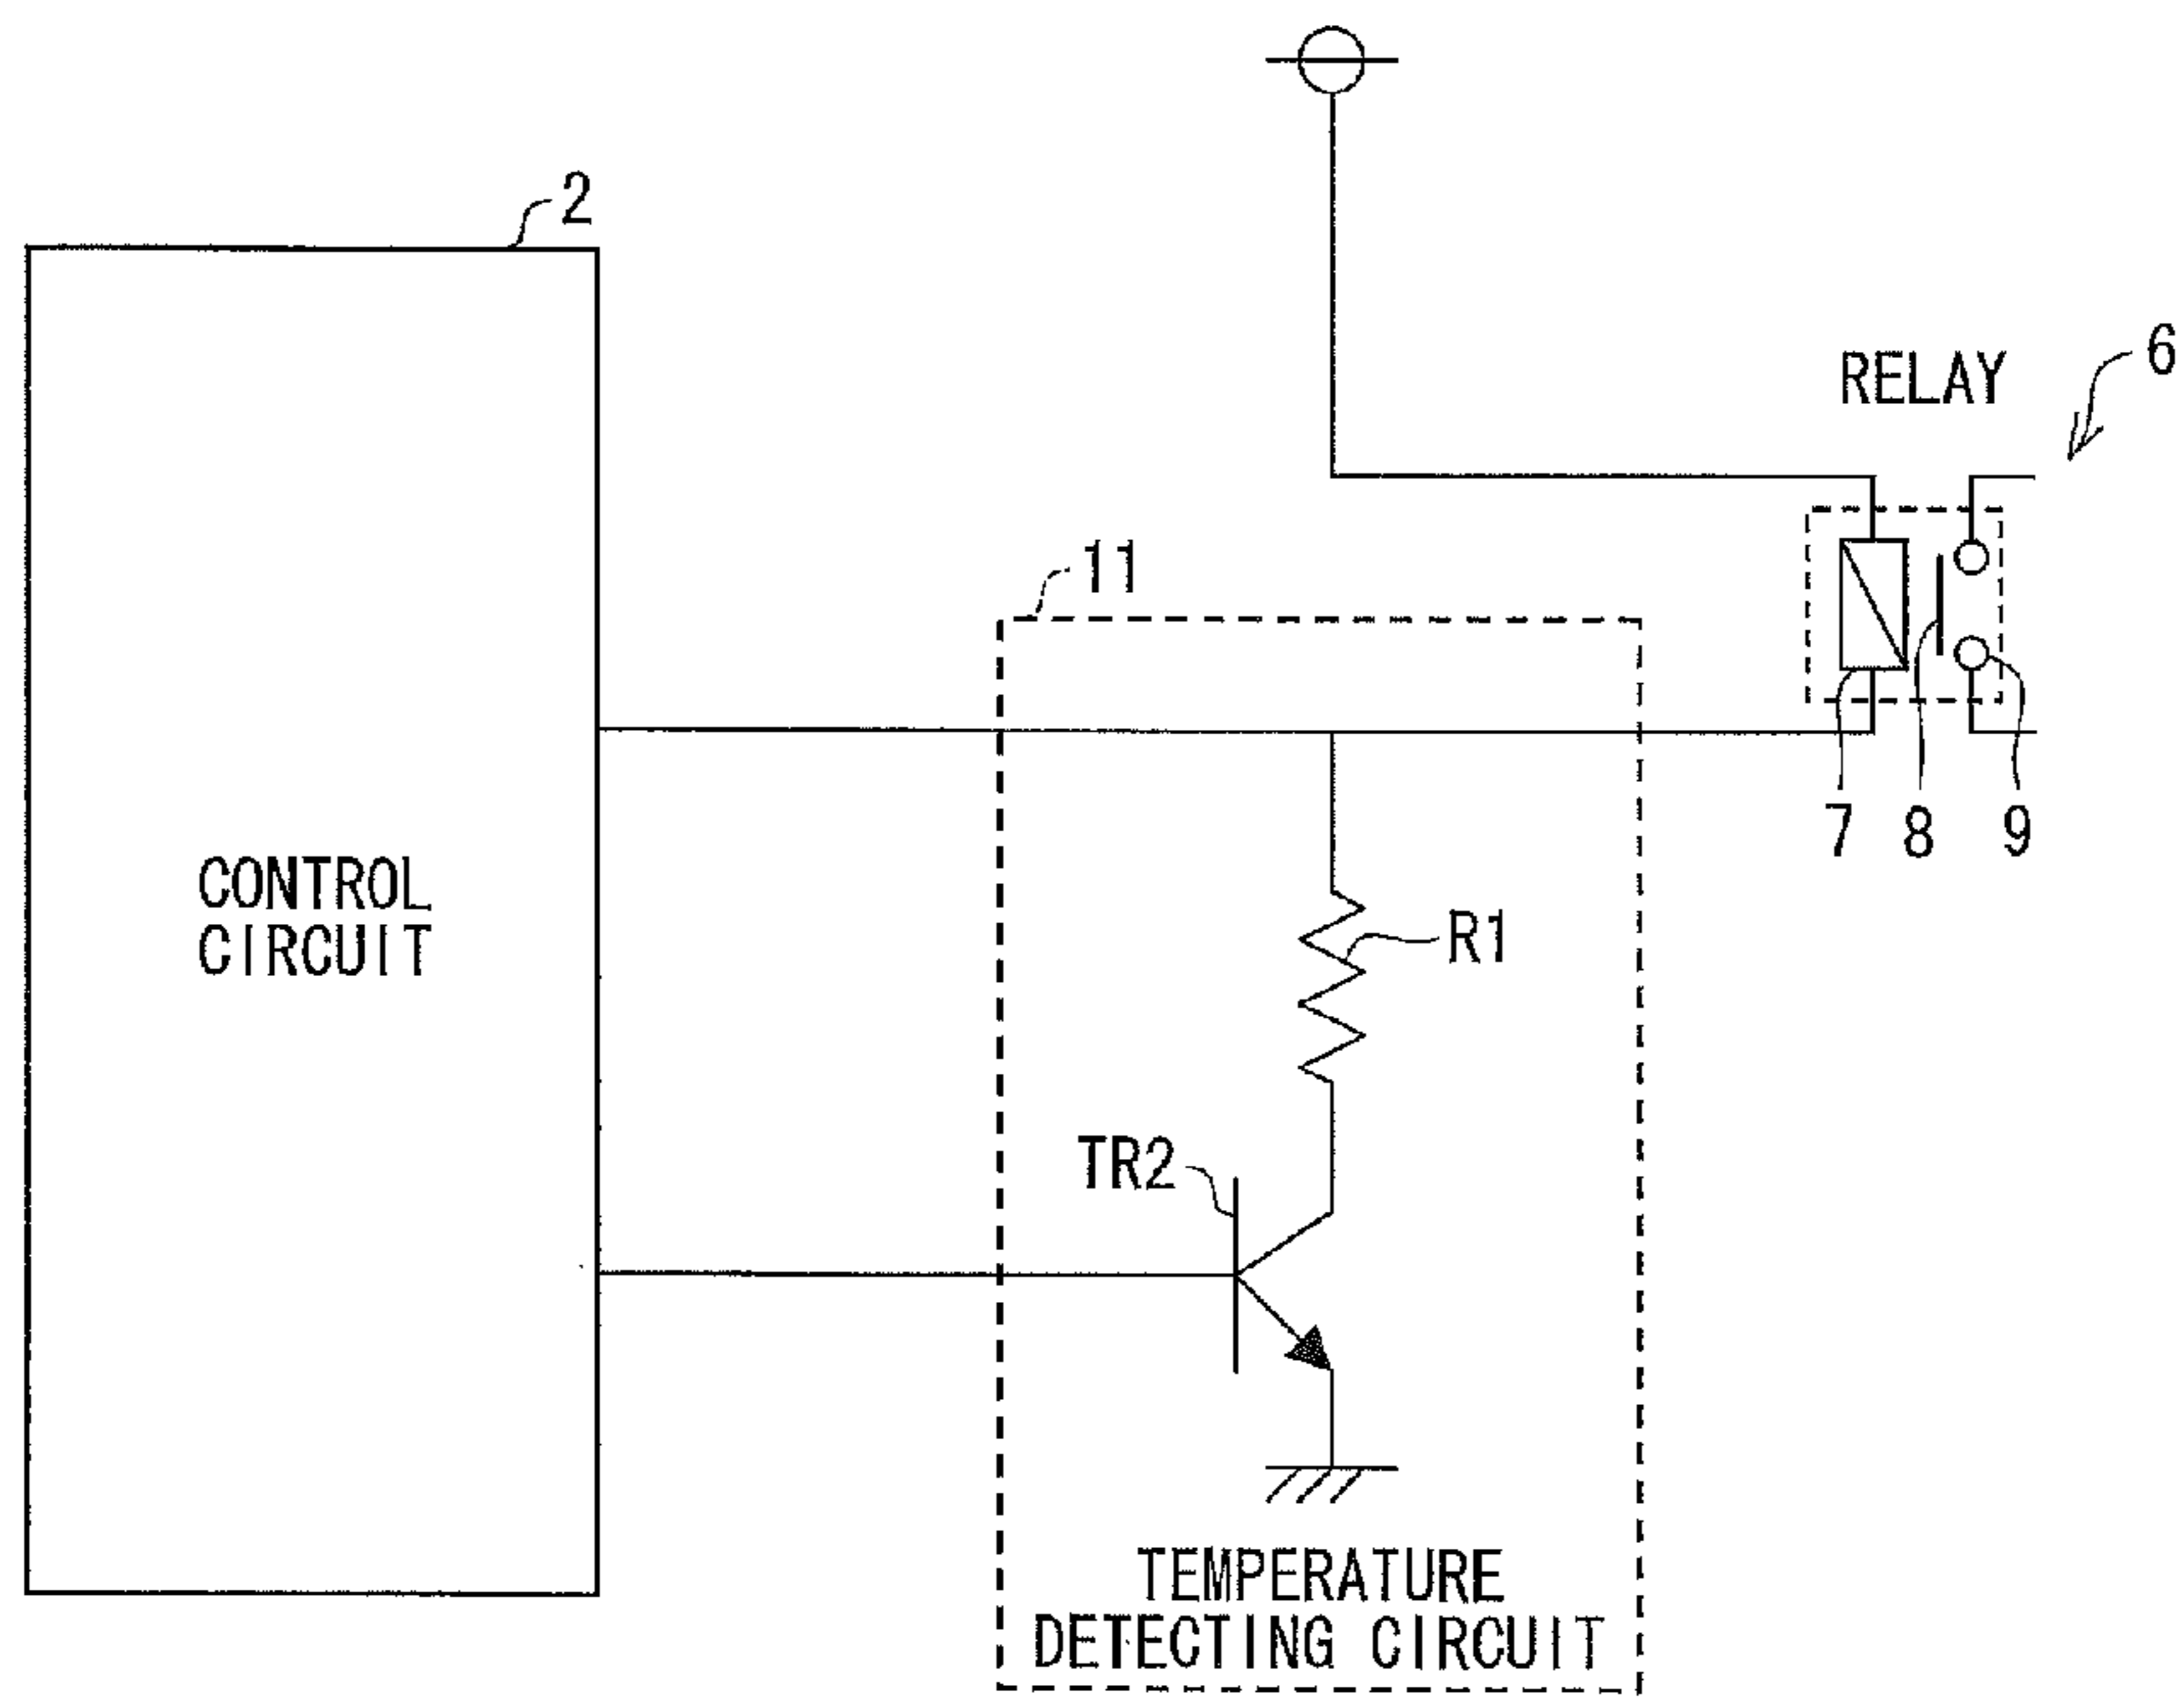 2
RELAY
6
11
7
8
9
CONTROL
CIRCUIT
R1
TR2
TEMPERATURE
DETECTING CIRCUIT